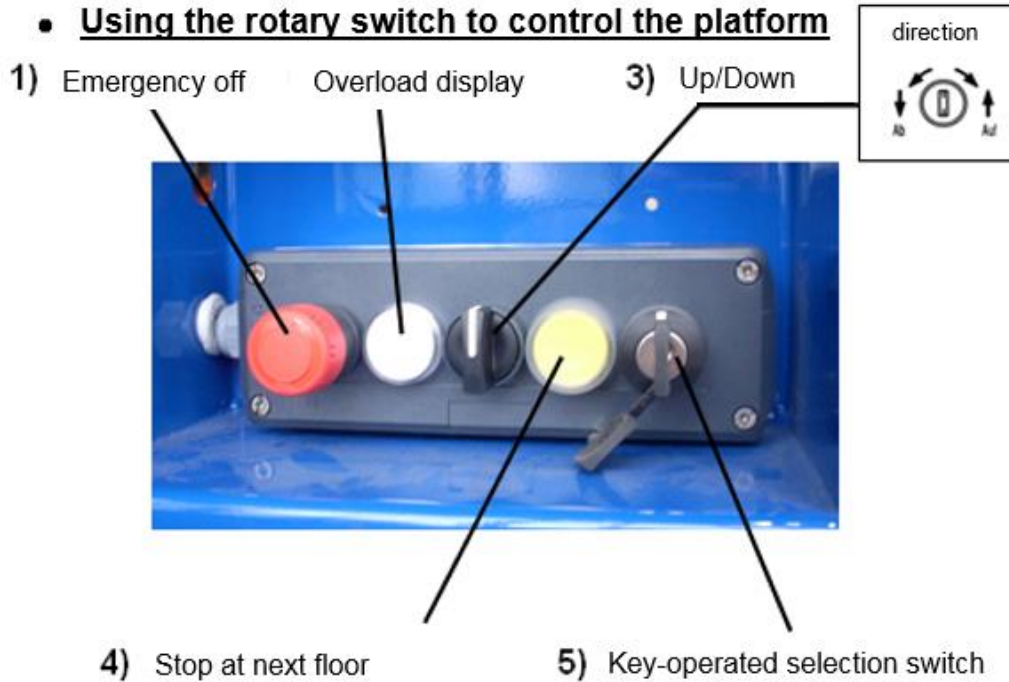 • Using the rotary switch to control the platform
direction
1) Emergency off
Overload display
3) Up/Down
Ab
Auf
4) Stop at next floor
5) Key-operated selection switch